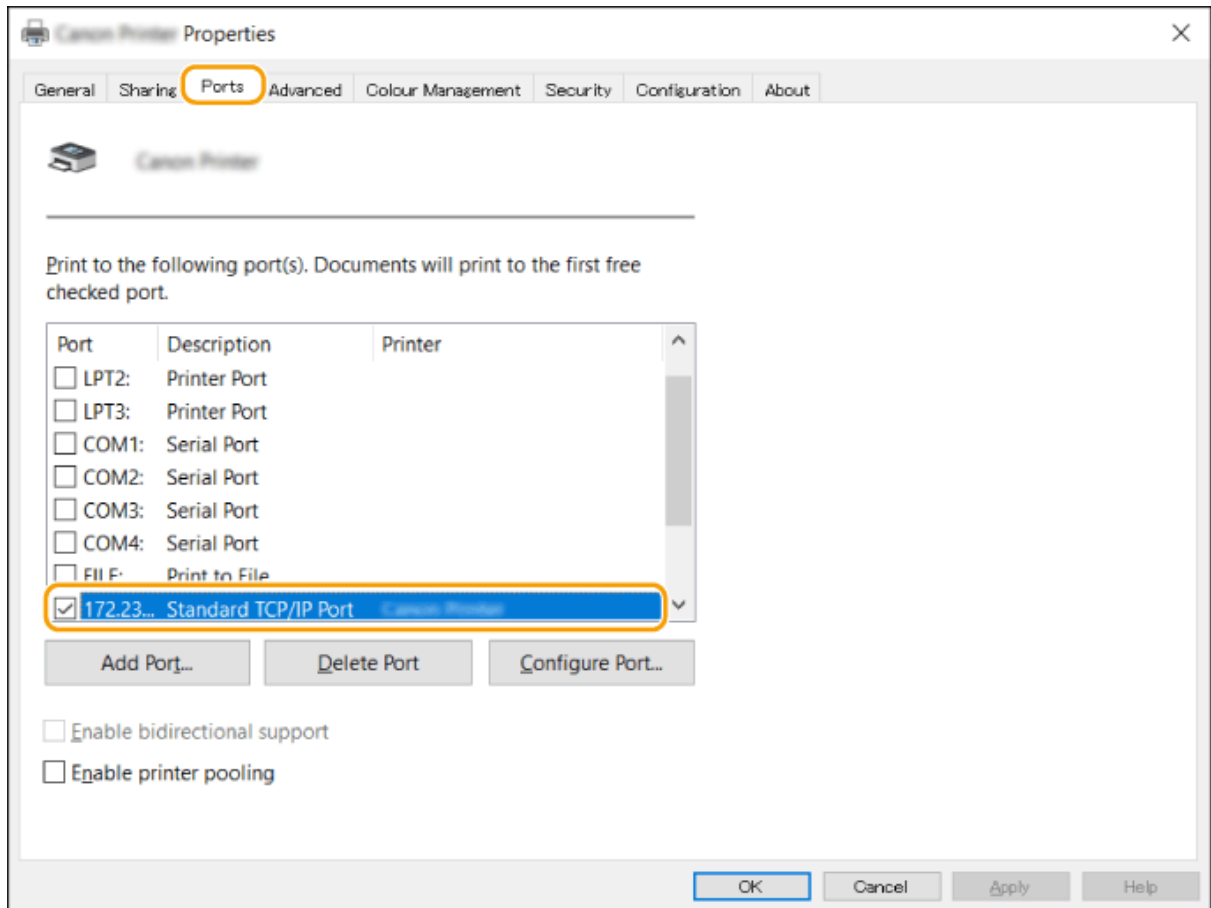 Properties
General Sharing Ports Advanced Colour Management Security Configuration About
Print to the following port(s). Documents will print to the first free
checked port.
Port Description Printer
LPT2: Printer Port
LPT3: Printer Port
COM1: Serial Port
COM2: Serial Port
COM3: Serial Port
COM4: Serial Port
FILE: Print to File
172.23... Standard TCP/IP Port
Add Port... Delete Port Configure Port...
Enable bidirectional support
Enable printer pooling
OK Cancel Apply Help